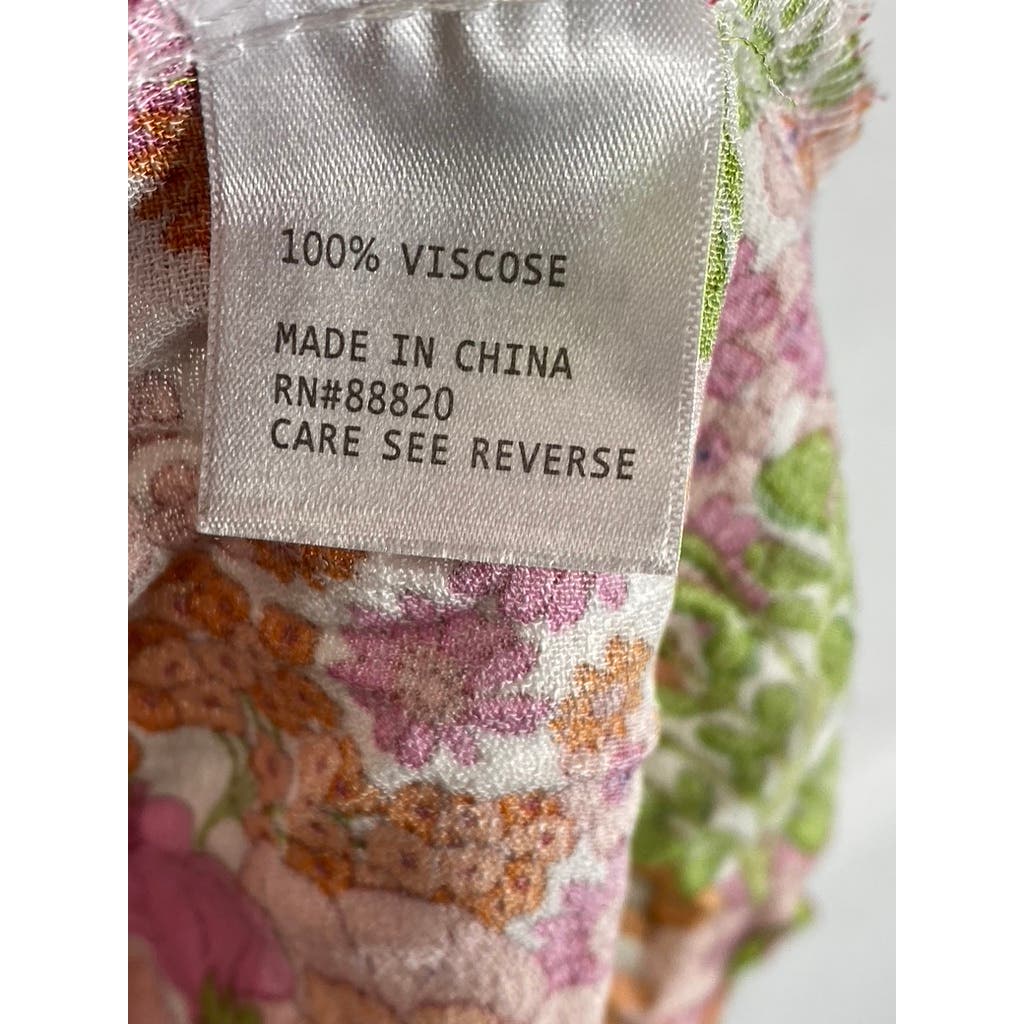 100% VISCOSE
MADE IN CHINA
RN#88820
CARE SEE REVERSE